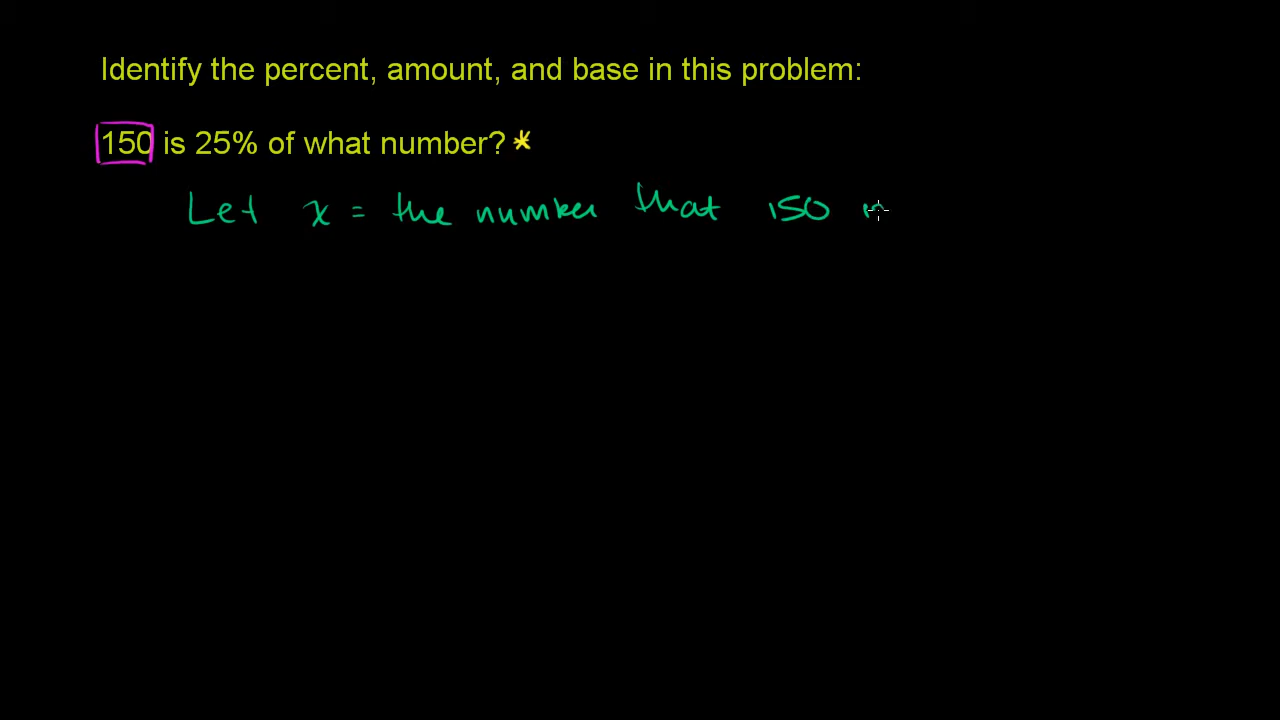 Identify the percent, amount, and base in this problem:
150 is 25% of what number? *
Let x = the number that 150